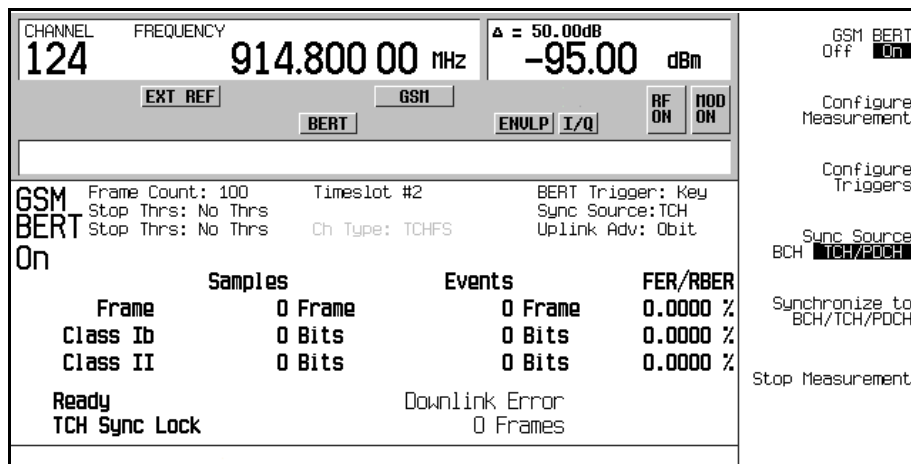 CHANNEL FREQUENCY Δ = 50.00dB
124 914.800 00 MHz -95.00 dBm
EXT REF GSM RF ON MOD ON
BERT ENVLP I/Q
GSM BERT On
Frame Count: 100 Timeslot #2 BERT Trigger: Key
Stop Thrs: No Thrs Sync Source:TCH
Stop Thrs: No Thrs Ch Type: TCHFS Uplink Adv: 0bit
Samples Events FER/RBER
Frame 0 Frame 0 Frame 0.0000 %
Class Ib 0 Bits 0 Bits 0.0000 %
Class II 0 Bits 0 Bits 0.0000 %
Ready Downlink Error
TCH Sync Lock 0 Frames
GSM BERT
Off On
Configure
Measurement
Configure
Triggers
Sync Source
BCH TCH/PDCH
Synchronize to
BCH/TCH/PDCH
Stop Measurement